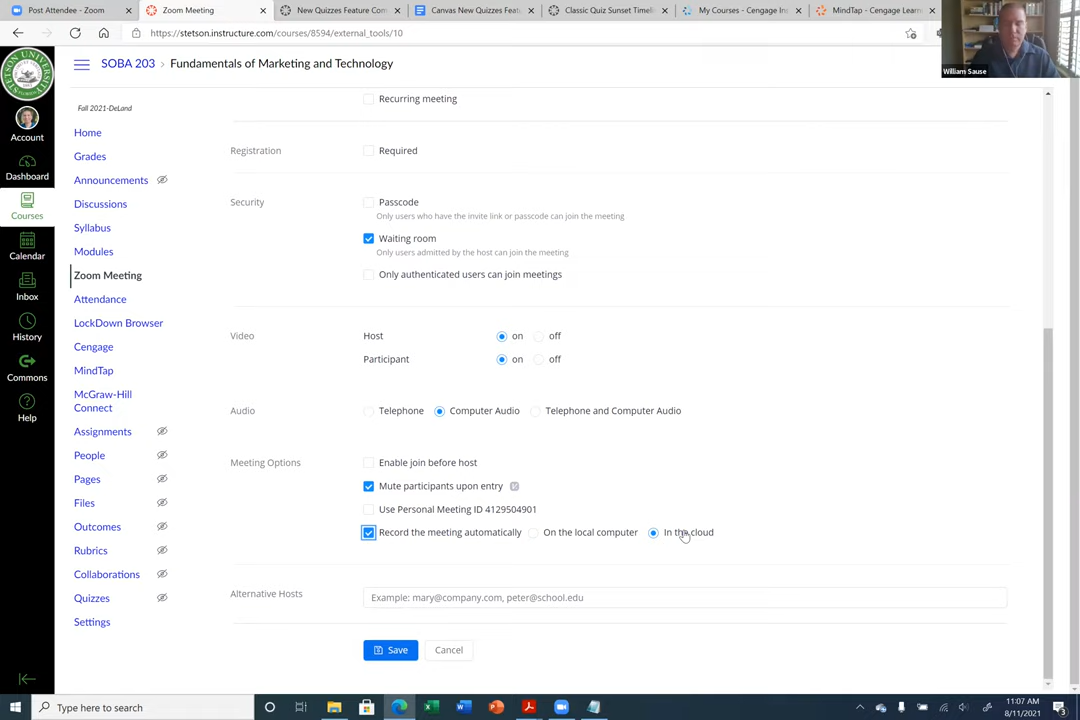 Post Attendee - Zoom
Zoom Meeting
New Quizzes Feature Com
Canvas New Quizzes Featu
Classic Quiz Sunset Timeli
My Courses - Cengage Ins
MindTap - Cengage Learn
https://stetson.instructure.com/courses/8594/external_tools/10
William Sause
SOBA 203 > Fundamentals of Marketing and Technology
Fall 2021-DeLand
Account
Dashboard
Courses
Calendar
Inbox
History
Commons
Help
Home
Grades
Announcements
Discussions
Syllabus
Modules
Zoom Meeting
Attendance
LockDown Browser
Cengage
MindTap
McGraw-Hill
Connect
Assignments
People
Pages
Files
Outcomes
Rubrics
Collaborations
Quizzes
Settings
Recurring meeting
Registration
Required
Security
Passcode
Only users who have the invite link or passcode can join the meeting
Waiting room
Only users admitted by the host can join the meeting
Only authenticated users can join meetings
Video
Host
on
off
Participant
on
off
Audio
Telephone
Computer Audio
Telephone and Computer Audio
Meeting Options
Enable join before host
Mute participants upon entry
Use Personal Meeting ID 4129504901
Record the meeting automatically
On the local computer
In the cloud
Alternative Hosts
Example: mary@company.com, peter@school.edu
Save
Cancel
Type here to search
11:07 AM
8/11/2021
3